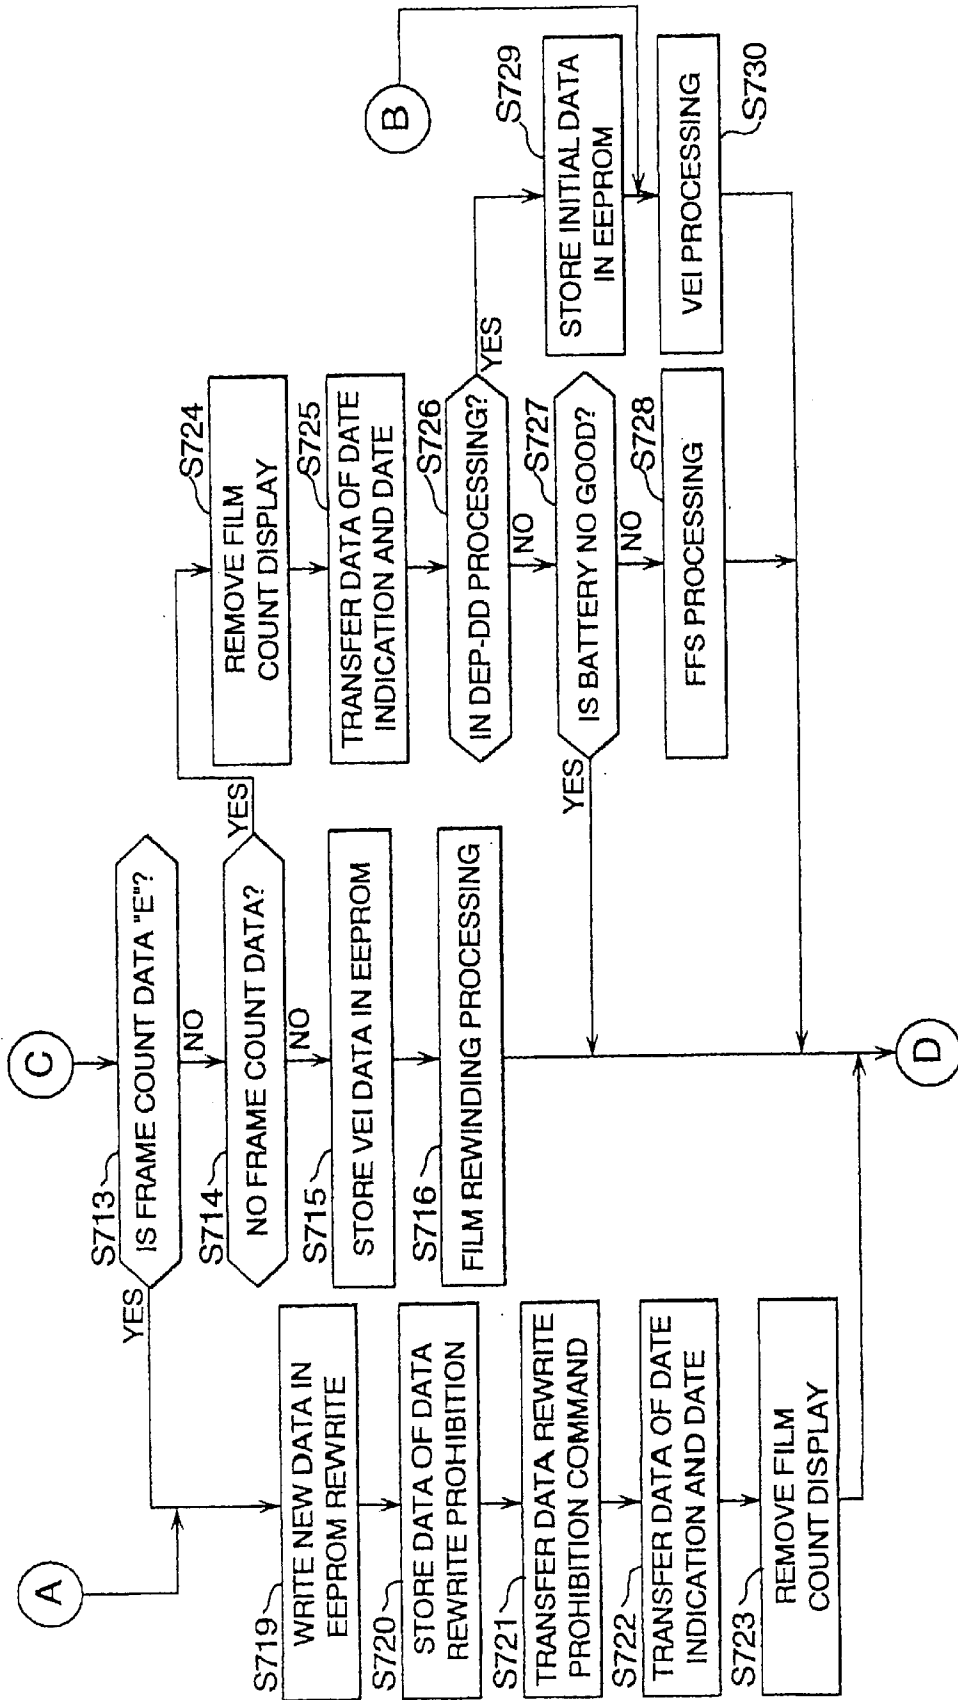 C
S713
IS FRAME COUNT DATA "E"?
YES
NO
S714
NO FRAME COUNT DATA?
YES
NO
S715
STORE VEI DATA IN EEPROM
S716
FILM REWINDING PROCESSING
A
S719
WRITE NEW DATA IN
EEPROM REWRITE
S720
STORE DATA OF DATA
REWRITE PROHIBITION
S721
TRANSFER DATA REWRITE
PROHIBITION COMMAND
S722
TRANSFER DATA OF DATE
INDICATION AND DATE
S723
REMOVE FILM
COUNT DISPLAY
S724
REMOVE FILM
COUNT DISPLAY
S725
TRANSFER DATA OF DATE
INDICATION AND DATE
S726
IN DEP-DD PROCESSING?
YES
NO
S727
IS BATTERY NO GOOD?
YES
NO
S728
FFS PROCESSING
B
S729
STORE INITIAL DATA
IN EEPROM
VEI PROCESSING
S730
D